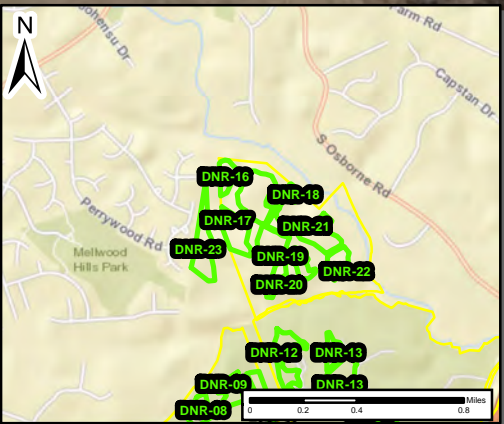 N
ohensu Dr
arm Rd
Capstan Dr
S Osborne Rd
Perrywood Rd
Mellwood
Hills Park
DNR-16
DNR-18
DNR-17
DNR-21
DNR-23
DNR-19
DNR-22
DNR-20
DNR-12
DNR-13
DNR-09
DNR-13
DNR-08
Miles
0 0.2 0.4 0.8